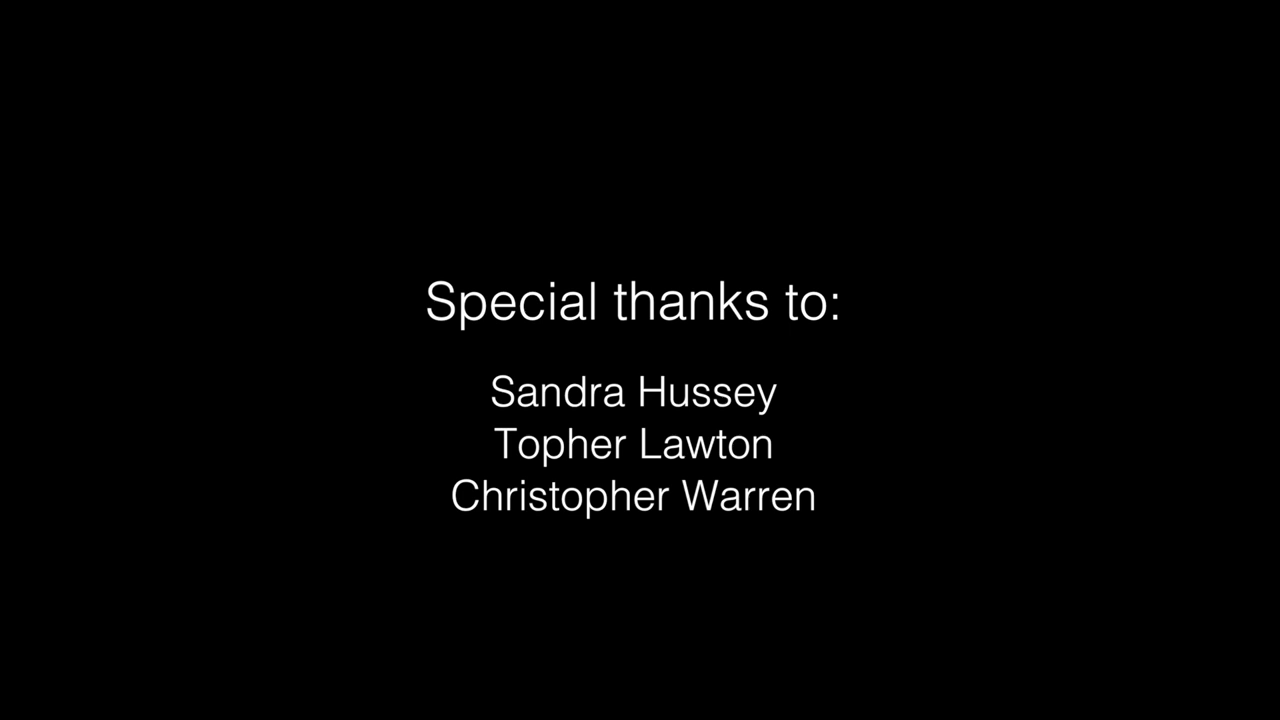 Special thanks to:
Sandra Hussey
Topher Lawton
Christopher Warren